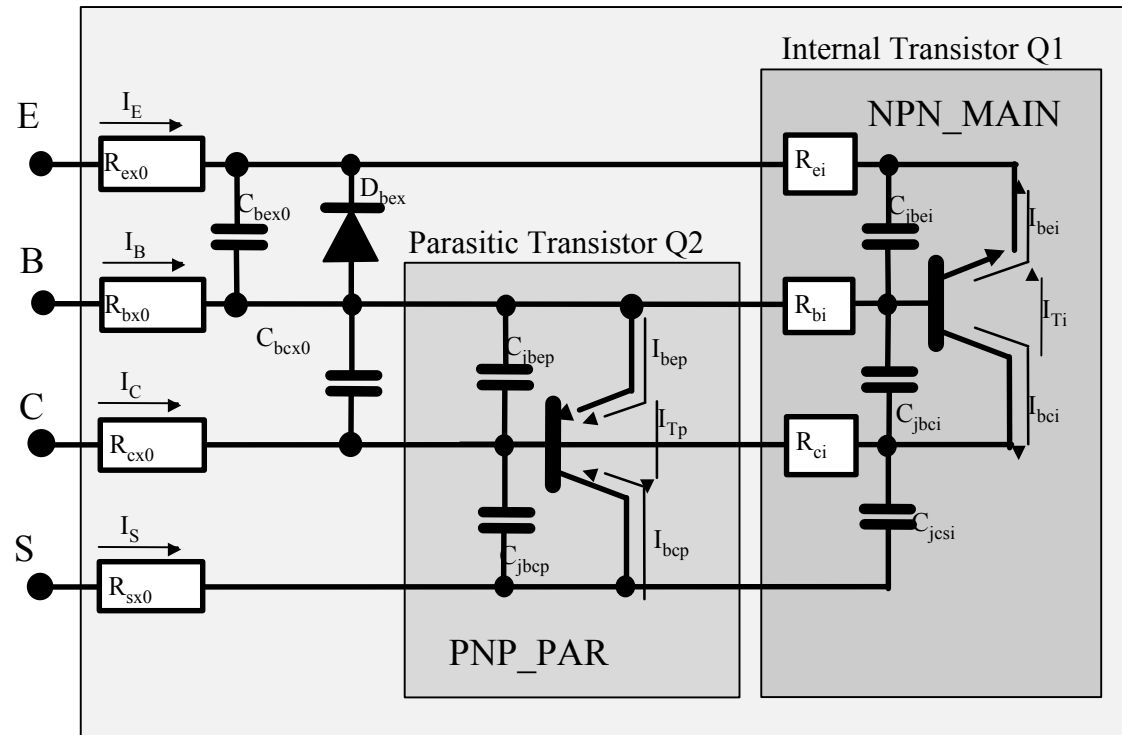 Internal Transistor Q1
NPN_MAIN
E
I_E
R_ex0
C_bex0
D_bex
R_ei
C_jbei
I_bei
Parasitic Transistor Q2
B
I_B
R_bx0
C_bcx0
C_jbep
I_bep
R_bi
I_Ti
C
I_C
R_cx0
I_Tp
R_ci
C_jbci
I_bci
S
I_S
R_sx0
C_jbcp
I_bcp
C_jcsi
PNP_PAR